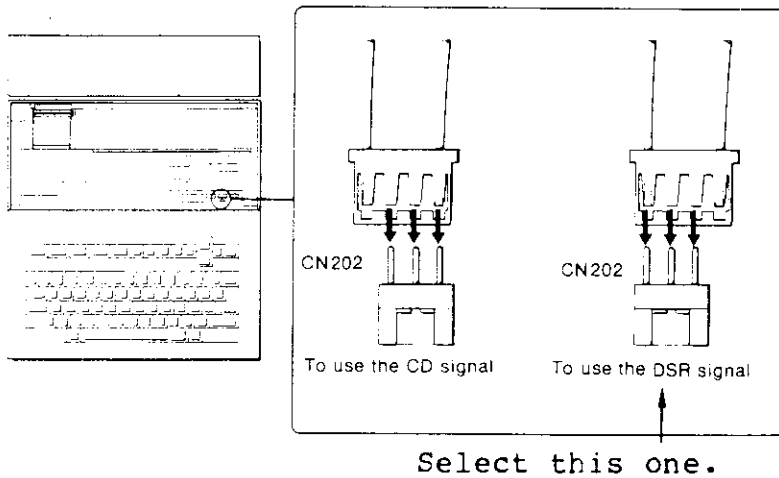 CN202
CN202
To use the CD signal
To use the DSR signal
Select this one.